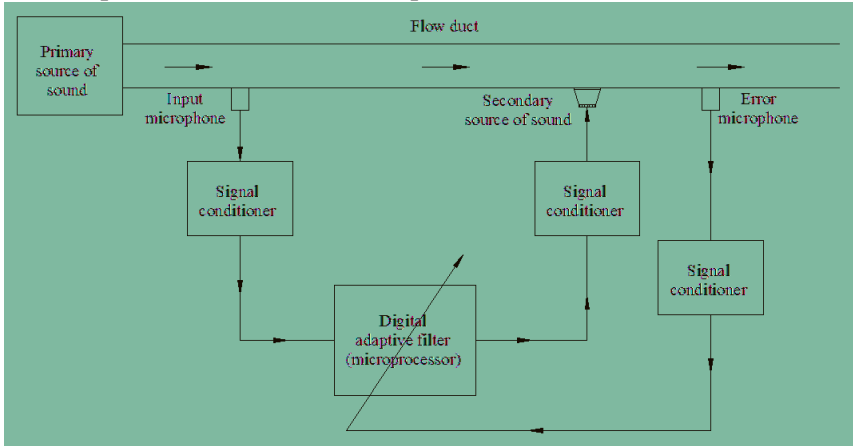 Flow duct
Primary
source of
sound
Input
microphone
Secondary
source of sound
Error
microphone
Signal
conditioner
Signal
conditioner
Signal
conditioner
Digital
adaptive filter
(microprocessor)